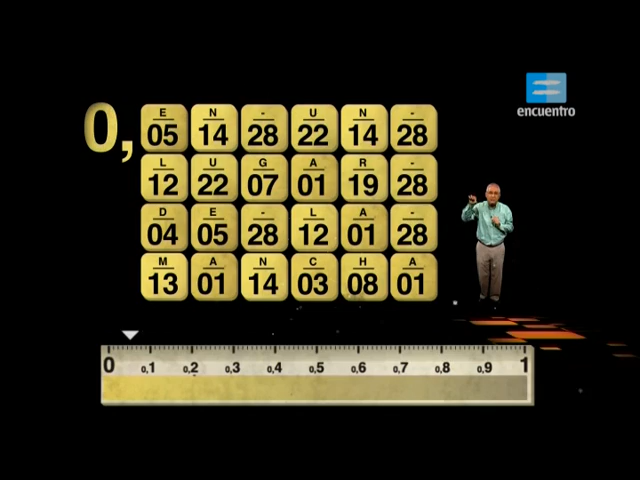 encuentro
E N - U N -
0, 05 14 28 22 14 28
L U G A R -
12 22 07 01 19 28
D E - L A -
04 05 28 12 01 28
M A N C H A
13 01 14 03 08 01
0 0,1 0,2 0,3 0,4 0,5 0,6 0,7 0,8 0,9 1